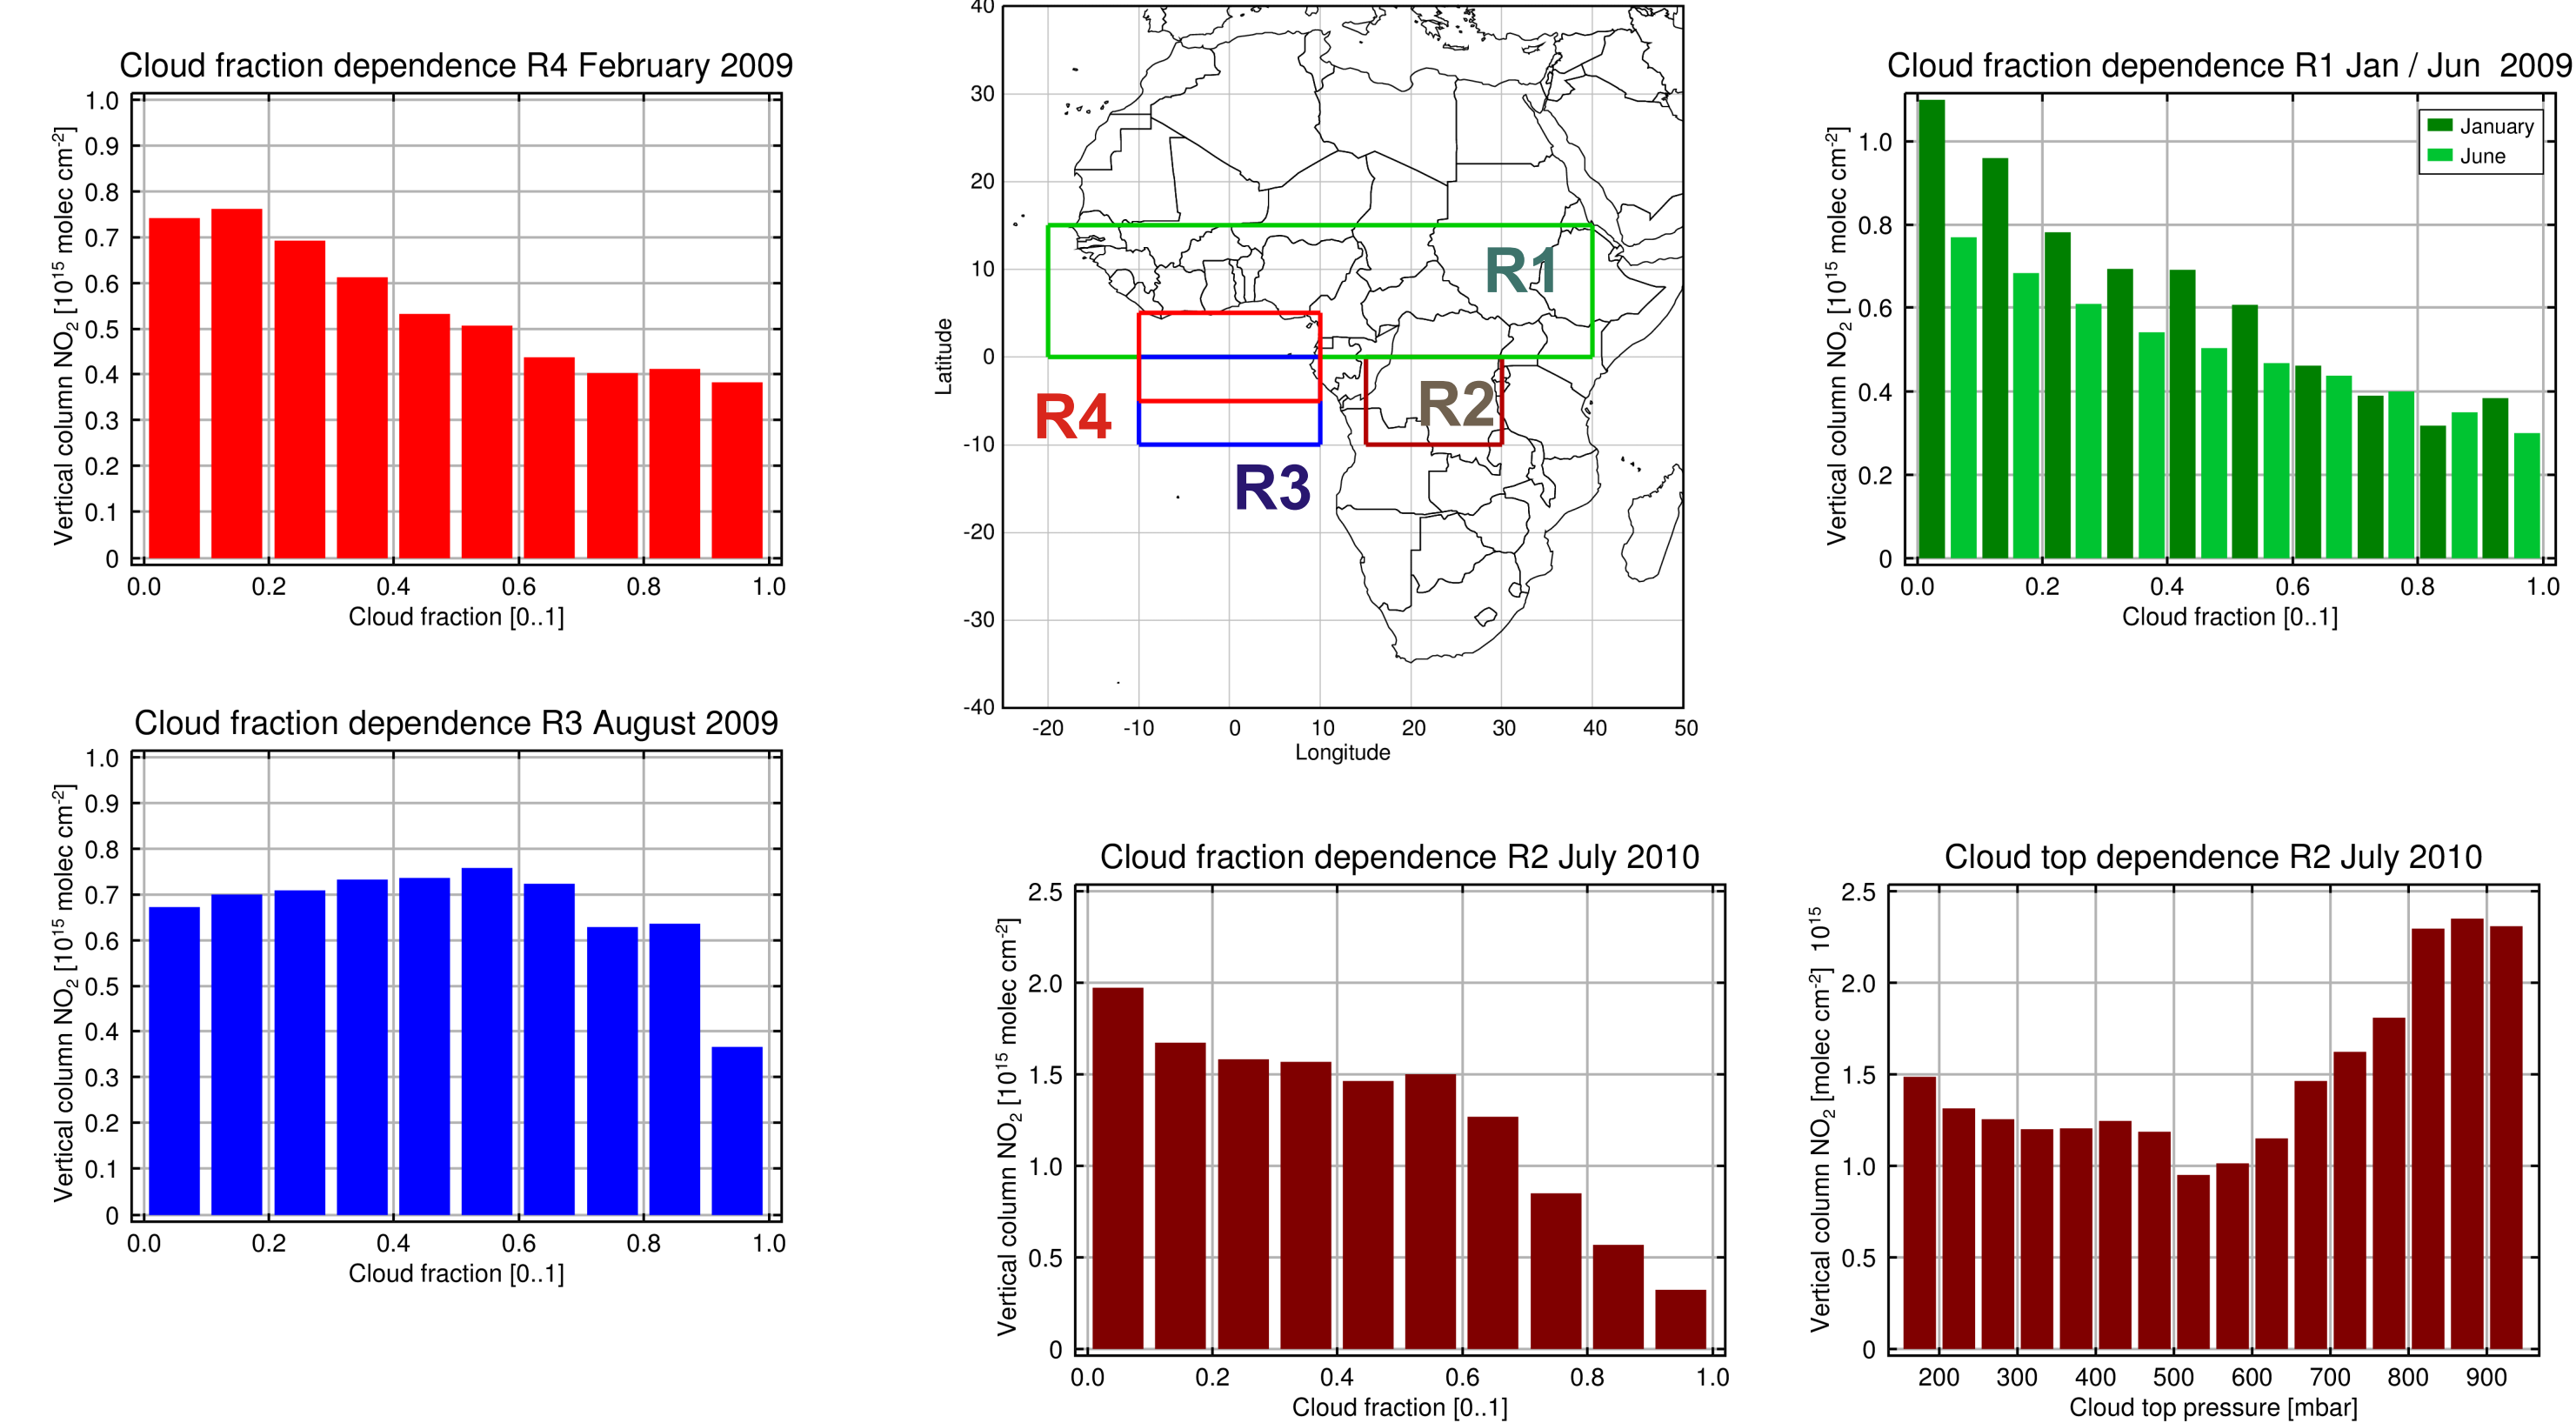 Cloud fraction dependence R4 February 2009
Vertical column NO2 [10^15 molec cm^-2]
1.0
0.9
0.8
0.7
0.6
0.5
0.4
0.3
0.2
0.1
0
0.0 0.2 0.4 0.6 0.8 1.0
Cloud fraction [0..1]
40
30
20
10
0
-10
-20
-30
-40
Latitude
R1
R2
R4
R3
-20 -10 0 10 20 30 40 50
Longitude
Cloud fraction dependence R1 Jan / Jun 2009
Vertical column NO2 [10^15 molec cm^-2]
January
June
1.0
0.8
0.6
0.4
0.2
0
0.0 0.2 0.4 0.6 0.8 1.0
Cloud fraction [0..1]
Cloud fraction dependence R3 August 2009
Vertical column NO2 [10^15 molec cm^-2]
1.0
0.9
0.8
0.7
0.6
0.5
0.4
0.3
0.2
0.1
0
0.0 0.2 0.4 0.6 0.8 1.0
Cloud fraction [0..1]
Cloud fraction dependence R2 July 2010
Vertical column NO2 [10^15 molec cm^-2]
2.5
2.0
1.5
1.0
0.5
0
0.0 0.2 0.4 0.6 0.8 1.0
Cloud fraction [0..1]
Cloud top dependence R2 July 2010
Vertical column NO2 [molec cm^-2] 10^15
2.5
2.0
1.5
1.0
0.5
0
200 300 400 500 600 700 800 900
Cloud top pressure [mbar]